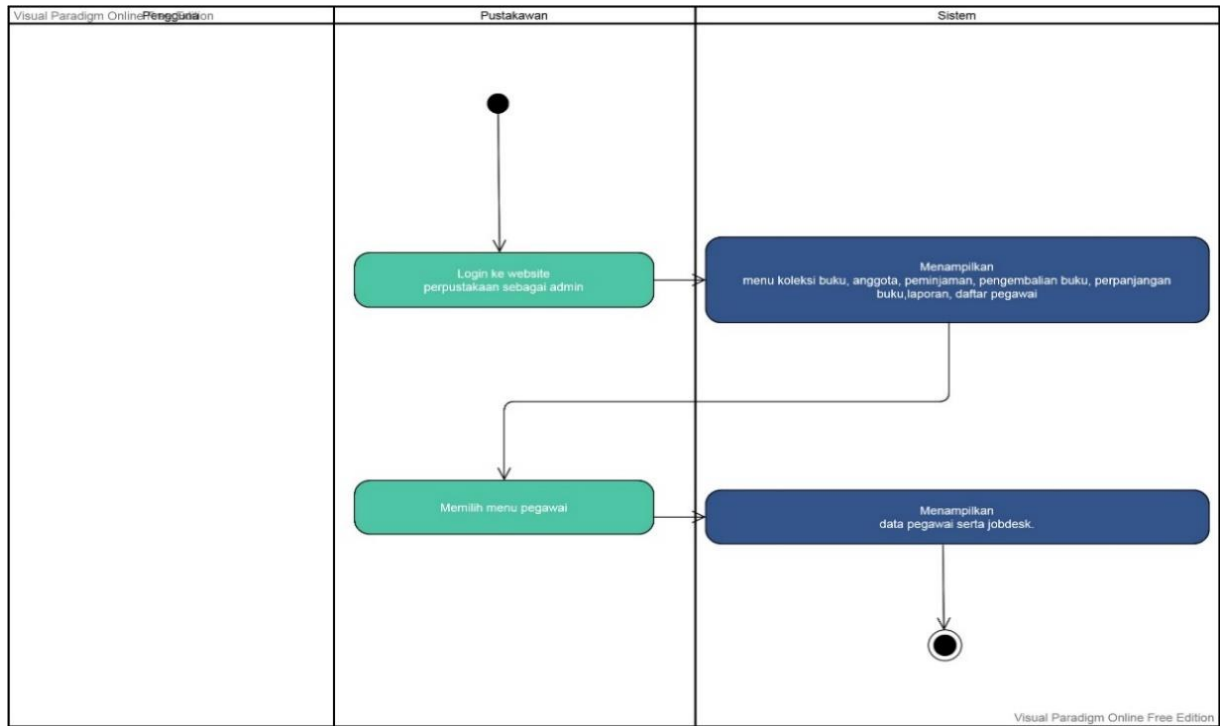 Visual Paradigm Online Free Edition
Pengguna
Pustakawan
Sistem
Login ke website
perpustakaan sebagai admin
Menampilkan
menu koleksi buku, anggota, peminjaman, pengembalian buku, perpanjangan
buku,laporan, daftar pegawai
Memilih menu pegawai
Menampilkan
data pegawai serta jobdesk.
Visual Paradigm Online Free Edition